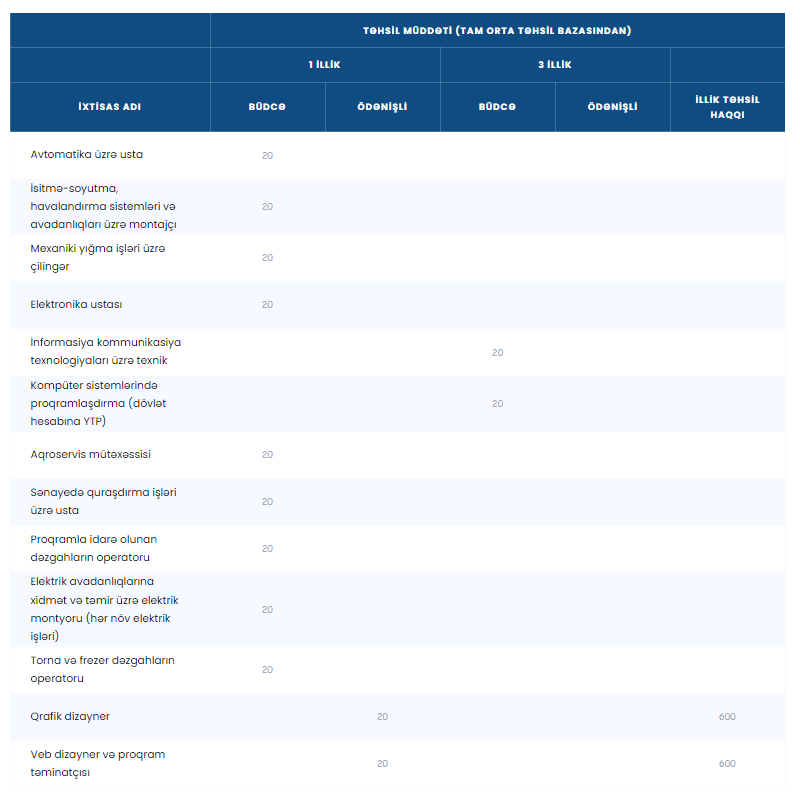 TƏHSİL MÜDDƏTİ (TAM ORTA TƏHSİL BAZASINDAN)
1 İLLİK 3 İLLİK
İXTİSAS ADI BÜDCƏ ÖDƏNİŞLİ BÜDCƏ ÖDƏNİŞLİ İLLİK TƏHSİL
HAQQI
Avtomatika üzrə usta 20
İsitmə-soyutma,
havalandırma sistemləri və 20
avadanlıqları üzrə montajçı
Mexaniki yığma işləri üzrə
çilingər 20
Elektronika ustası 20
İnformasiya kommunikasiya
texnologiyaları üzrə texnik 20
Kompüter sistemlərində
proqramlaşdırma (dövlət 20
hesabına YTP)
Aqroservis mütəxəssisi 20
Sənayedə quraşdırma işləri
üzrə usta 20
Proqramla idarə olunan
dəzgahların operatoru 20
Elektrik avadanlıqlarına
xidmət və təmir üzrə elektrik
montyoru (hər növ elektrik 20
işləri)
Torna və frezer dəzgahların
operatoru 20
Qrafik dizayner 20 600
Veb dizayner və proqram
təminatçısı 20 600